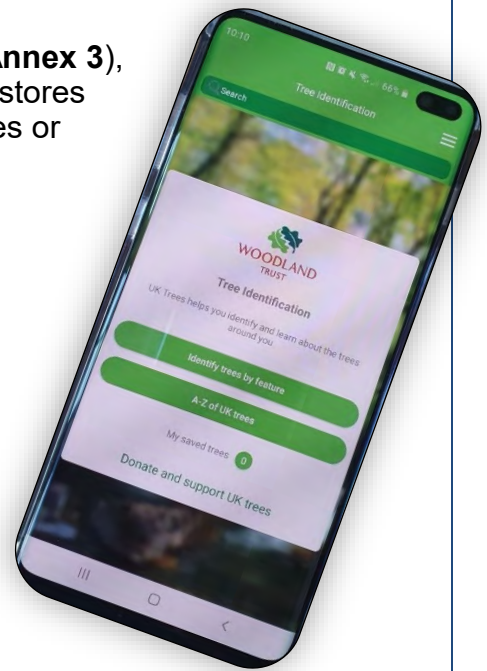 Annex 3),
stores
es or
10:10
66%
Tree Identification
Search
WOODLAND
TRUST
Tree Identification
UK Trees helps you identify and learn about the trees
around you
Identify trees by feature
A-Z of UK trees
My saved trees 0
Donate and support UK trees